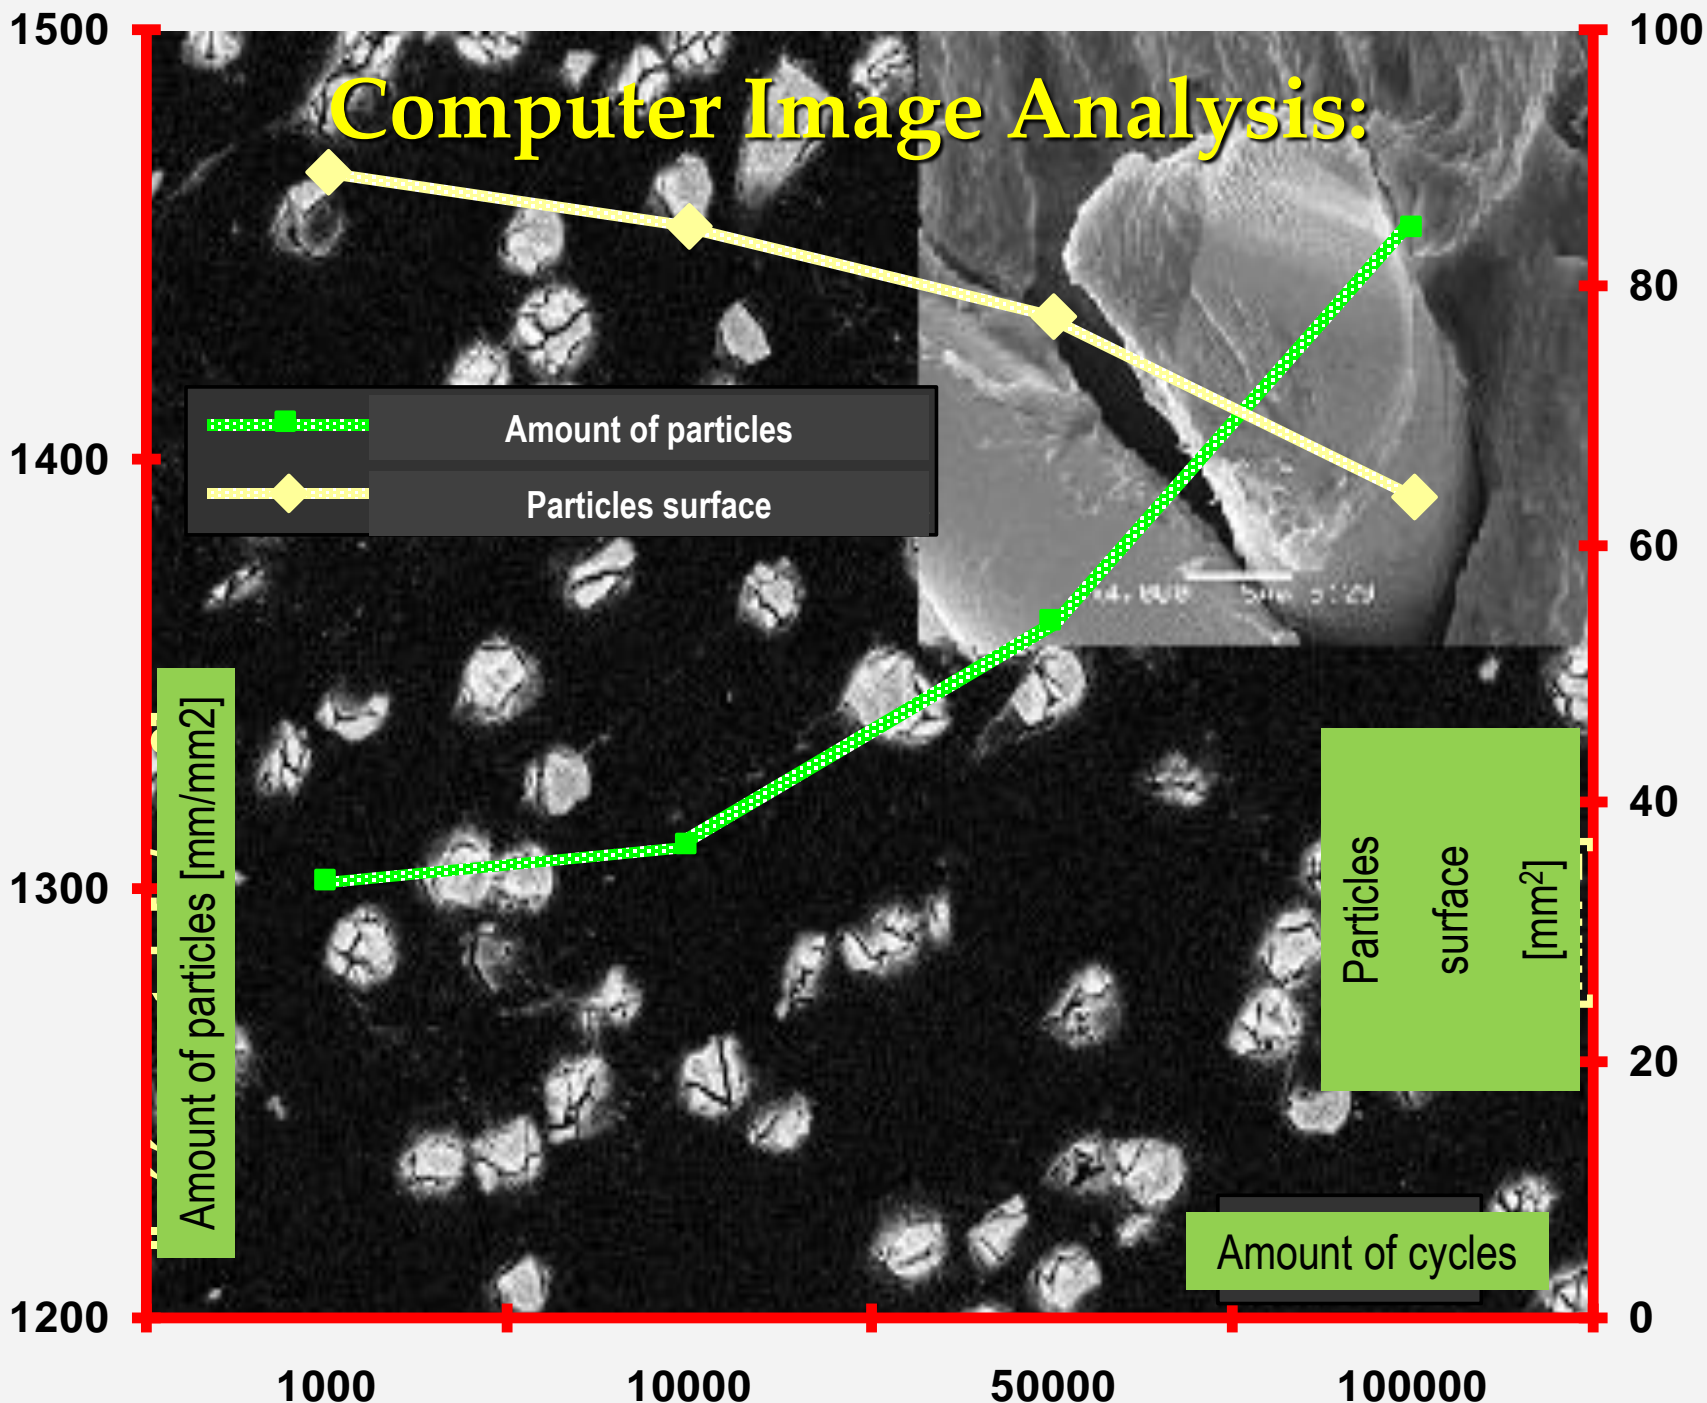 Computer Image Analysis:
1500
1400
1300
1200
100
80
60
40
20
0
Amount of particles
Particles surface
Amount of particles [mm/mm2]
Particles
surface
[mm²]
Amount of cycles
1000
10000
50000
100000